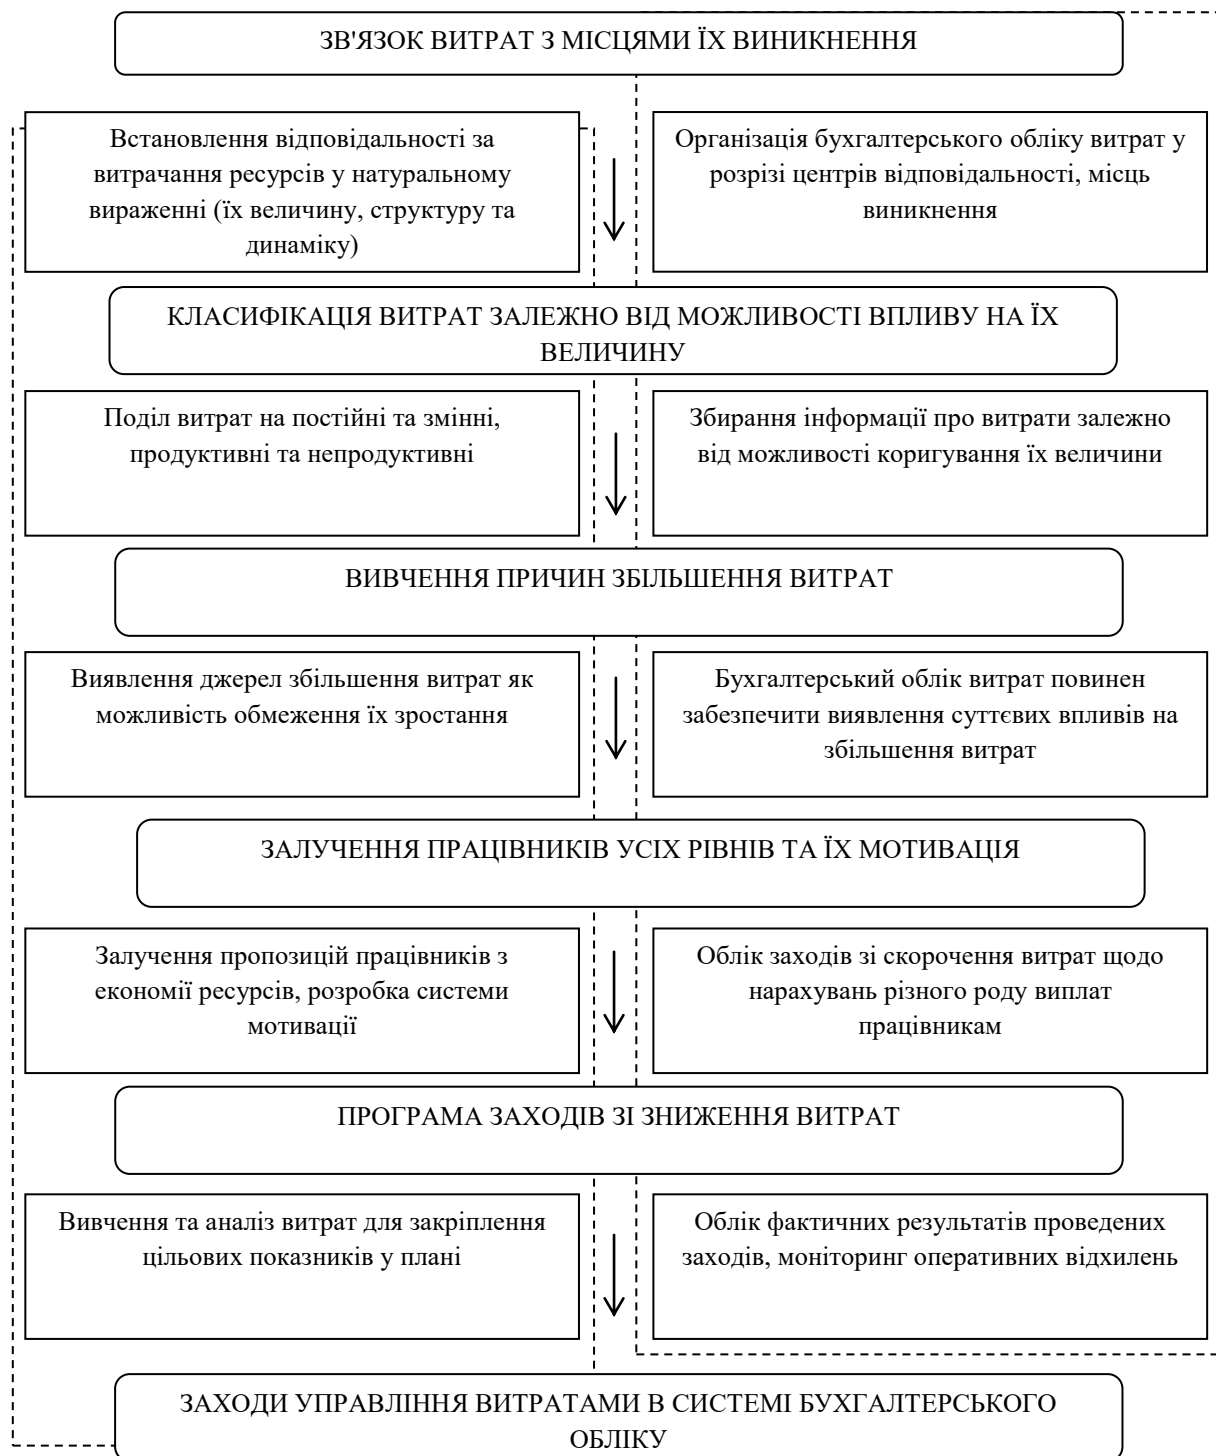 ЗВ'ЯЗОК ВИТРАТ З МІСЦЯМИ ЇХ ВИНИКНЕННЯ
Встановлення відповідальності за
витрачання ресурсів у натуральному
вираженні (їх величину, структуру та
динаміку)
Організація бухгалтерського обліку витрат у
розрізі центрів відповідальності, місць
виникнення
КЛАСИФІКАЦІЯ ВИТРАТ ЗАЛЕЖНО ВІД МОЖЛИВОСТІ ВПЛИВУ НА ЇХ
ВЕЛИЧИНУ
Поділ витрат на постійні та змінні,
продуктивні та непродуктивні
Збирання інформації про витрати залежно
від можливості коригування їх величини
ВИВЧЕННЯ ПРИЧИН ЗБІЛЬШЕННЯ ВИТРАТ
Виявлення джерел збільшення витрат як
можливість обмеження їх зростання
Бухгалтерський облік витрат повинен
забезпечити виявлення суттєвих впливів на
збільшення витрат
ЗАЛУЧЕННЯ ПРАЦІВНИКІВ УСІХ РІВНІВ ТА ЇХ МОТИВАЦІЯ
Залучення пропозицій працівників з
економії ресурсів, розробка системи
мотивації
Облік заходів зі скорочення витрат щодо
нарахувань різного роду виплат
працівникам
ПРОГРАМА ЗАХОДІВ ЗІ ЗНИЖЕННЯ ВИТРАТ
Вивчення та аналіз витрат для закріплення
цільових показників у плані
Облік фактичних результатів проведених
заходів, моніторинг оперативних відхилень
ЗАХОДИ УПРАВЛІННЯ ВИТРАТАМИ В СИСТЕМІ БУХГАЛТЕРСЬКОГО
ОБЛІКУ